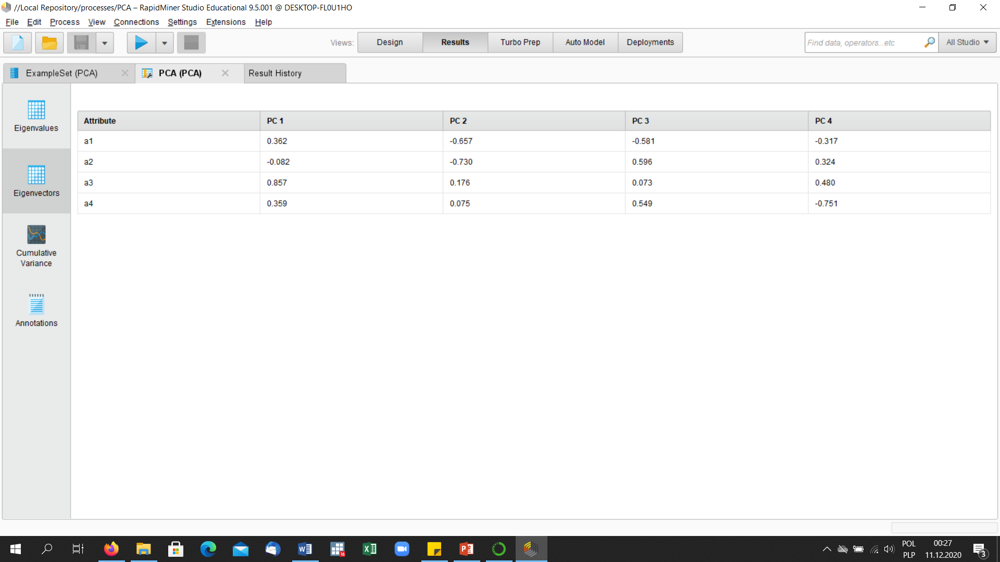 //Local Repository/processes/PCA – RapidMiner Studio Educational 9.5.001 @ DESKTOP-FL0U1HO
File Edit Process View Connections Settings Extensions Help
Views: Design Results Turbo Prep Auto Model Deployments Find data, operators...etc All Studio
ExampleSet (PCA) PCA (PCA) Result History
Eigenvalues
Eigenvectors
Cumulative
Variance
Annotations
Attribute PC 1 PC 2 PC 3 PC 4
a1 0.362 -0.657 -0.581 -0.317
a2 -0.082 -0.730 0.596 0.324
a3 0.857 0.176 0.073 0.480
a4 0.359 0.075 0.549 -0.751
16
POL 00:27
PLP 11.12.2020
3